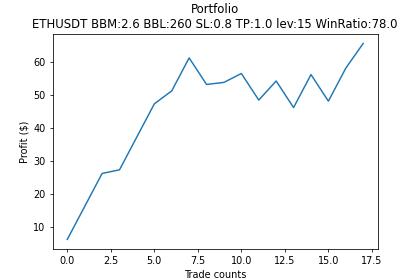 Portfolio
ETHUSDT BBM:2.6 BBL:260 SL:0.8 TP:1.0 lev:15 WinRatio:78.0
60
50
40
30
20
10
Profit ($)
0.0 2.5 5.0 7.5 10.0 12.5 15.0 17.5
Trade counts